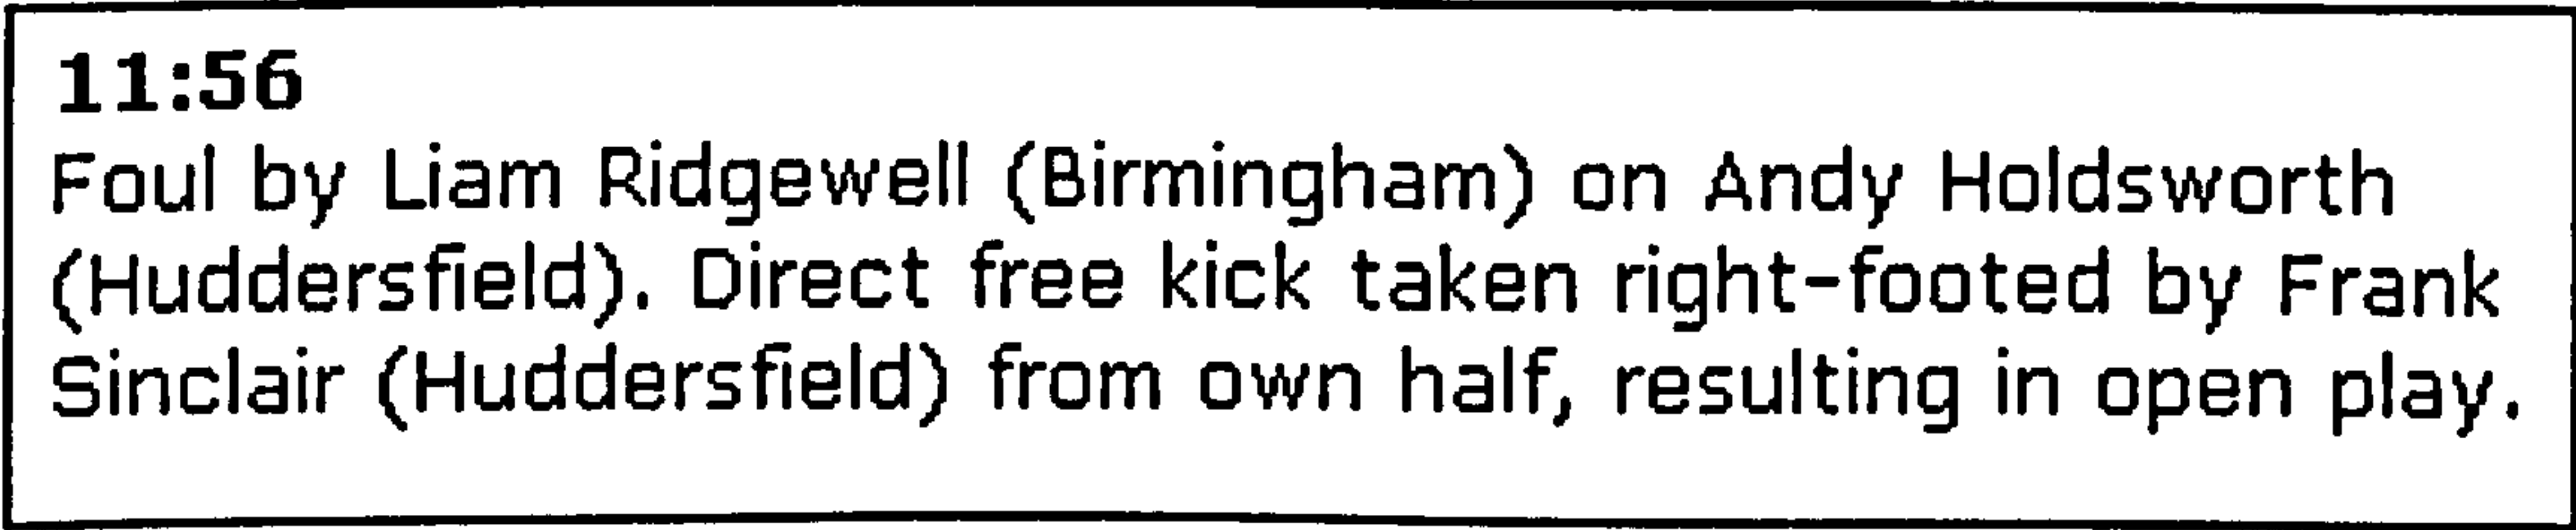 11:56
Foul by Liam Ridgewell (Birmingham) on Andy Holdsworth
(Huddersfield). Direct free kick taken right-footed by Frank
Sinclair (Huddersfield) from own half, resulting in open play.